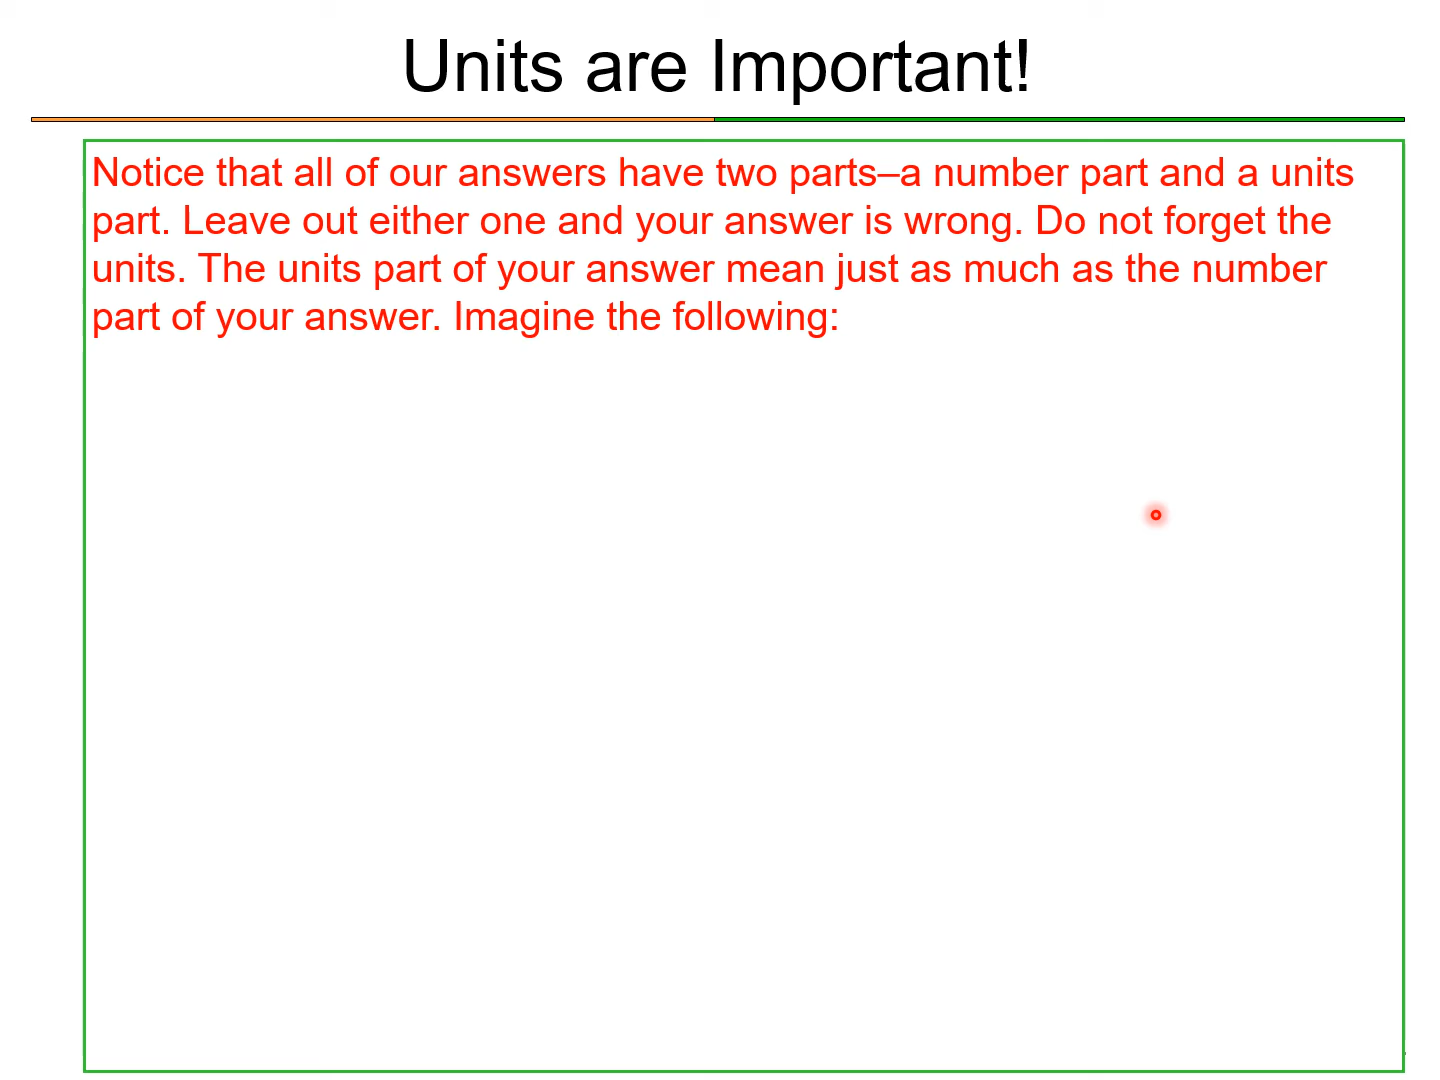 Units are Important!
Notice that all of our answers have two parts–a number part and a units
part. Leave out either one and your answer is wrong. Do not forget the
units. The units part of your answer mean just as much as the number
part of your answer. Imagine the following: